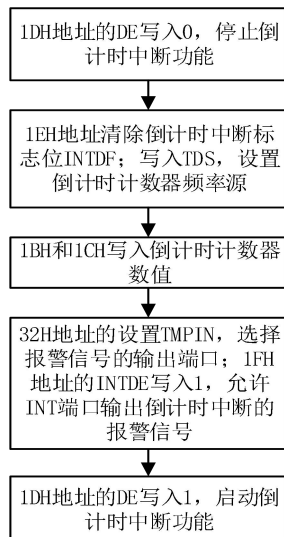 1DH地址的DE写入0，停止倒
计时中断功能
1EH地址清除倒计时中断标
志位INTDF；写入TDS，设置
倒计时计数器频率源
1BH和1CH写入倒计时计数器
数值
32H地址的设置TMPIN，选择
报警信号的输出端口；1FH
地址的INTDE写入1，允许
INT端口输出倒计时中断的
报警信号
1DH地址的DE写入1，启动倒
计时中断功能